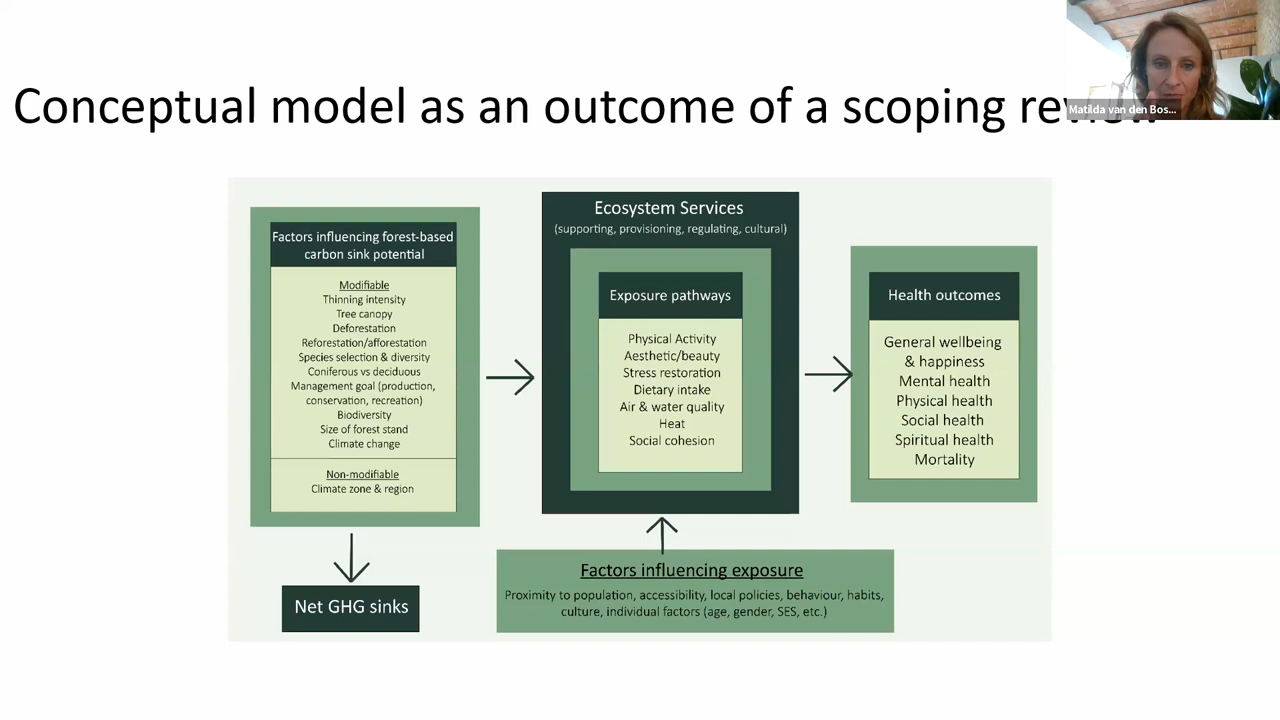 Conceptual model as an outcome of a scoping review
Matilda van den Bos...
Factors influencing forest-based
carbon sink potential
Modifiable
Thinning intensity
Tree canopy
Deforestation
Reforestation/afforestation
Species selection & diversity
Coniferous vs deciduous
Management goal (production,
conservation, recreation)
Biodiversity
Size of forest stand
Climate change
Non-modifiable
Climate zone & region
Net GHG sinks
Ecosystem Services
(supporting, provisioning, regulating, cultural)
Exposure pathways
Physical Activity
Aesthetic/beauty
Stress restoration
Dietary intake
Air & water quality
Heat
Social cohesion
Factors influencing exposure
Proximity to population, accessibility, local policies, behaviour, habits,
culture, individual factors (age, gender, SES, etc.)
Health outcomes
General wellbeing
& happiness
Mental health
Physical health
Social health
Spiritual health
Mortality